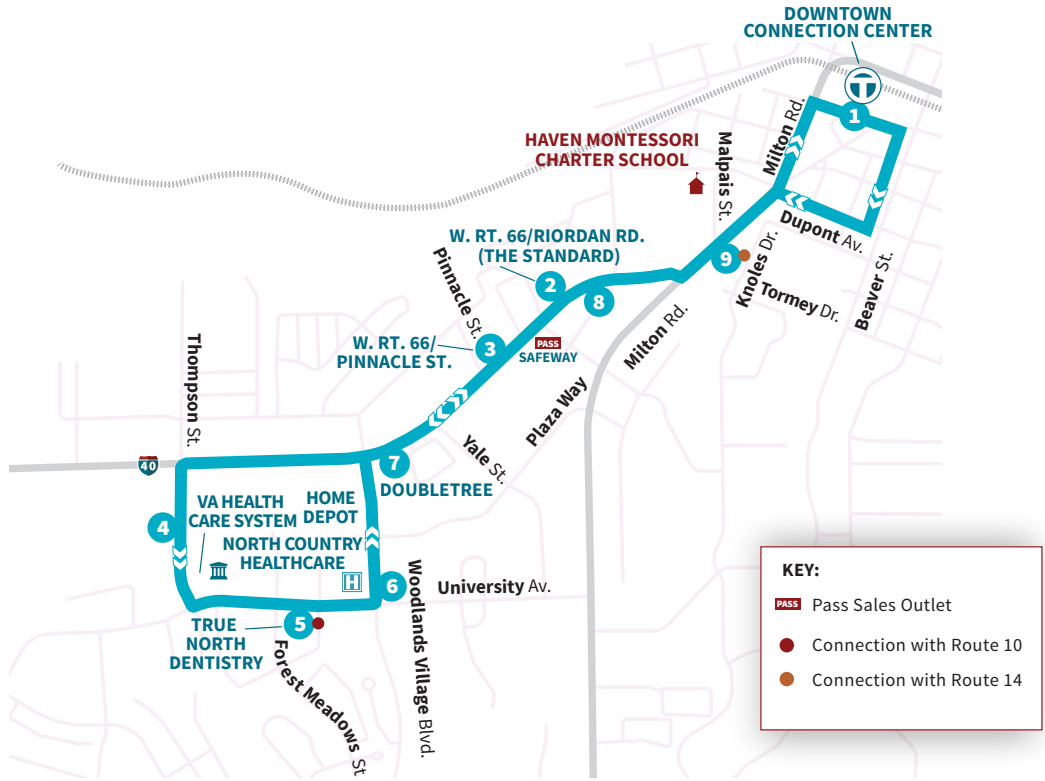 DOWNTOWN
CONNECTION CENTER
1
Milton Rd.
HAVEN MONTESSORI
CHARTER SCHOOL
Malpais St.
Dupont Av.
W. RT. 66/RIORDAN RD.
(THE STANDARD)
2
8
9
Knoles Dr.
Tormey Dr.
Beaver St.
Pinnacle St.
W. RT. 66/
PINNACLE ST.
3
PASS
SAFEWAY
Milton Rd.
Thompson St.
Plaza Way
Yale St.
40
7
DOUBLETREE
4
VA HEALTH
CARE SYSTEM
HOME
DEPOT
NORTH COUNTRY
HEALTHCARE
H
6
University Av.
Woodlands Village Blvd.
TRUE
NORTH
DENTISTRY
5
Forest Meadows St
KEY:
PASS Pass Sales Outlet
Connection with Route 10
Connection with Route 14